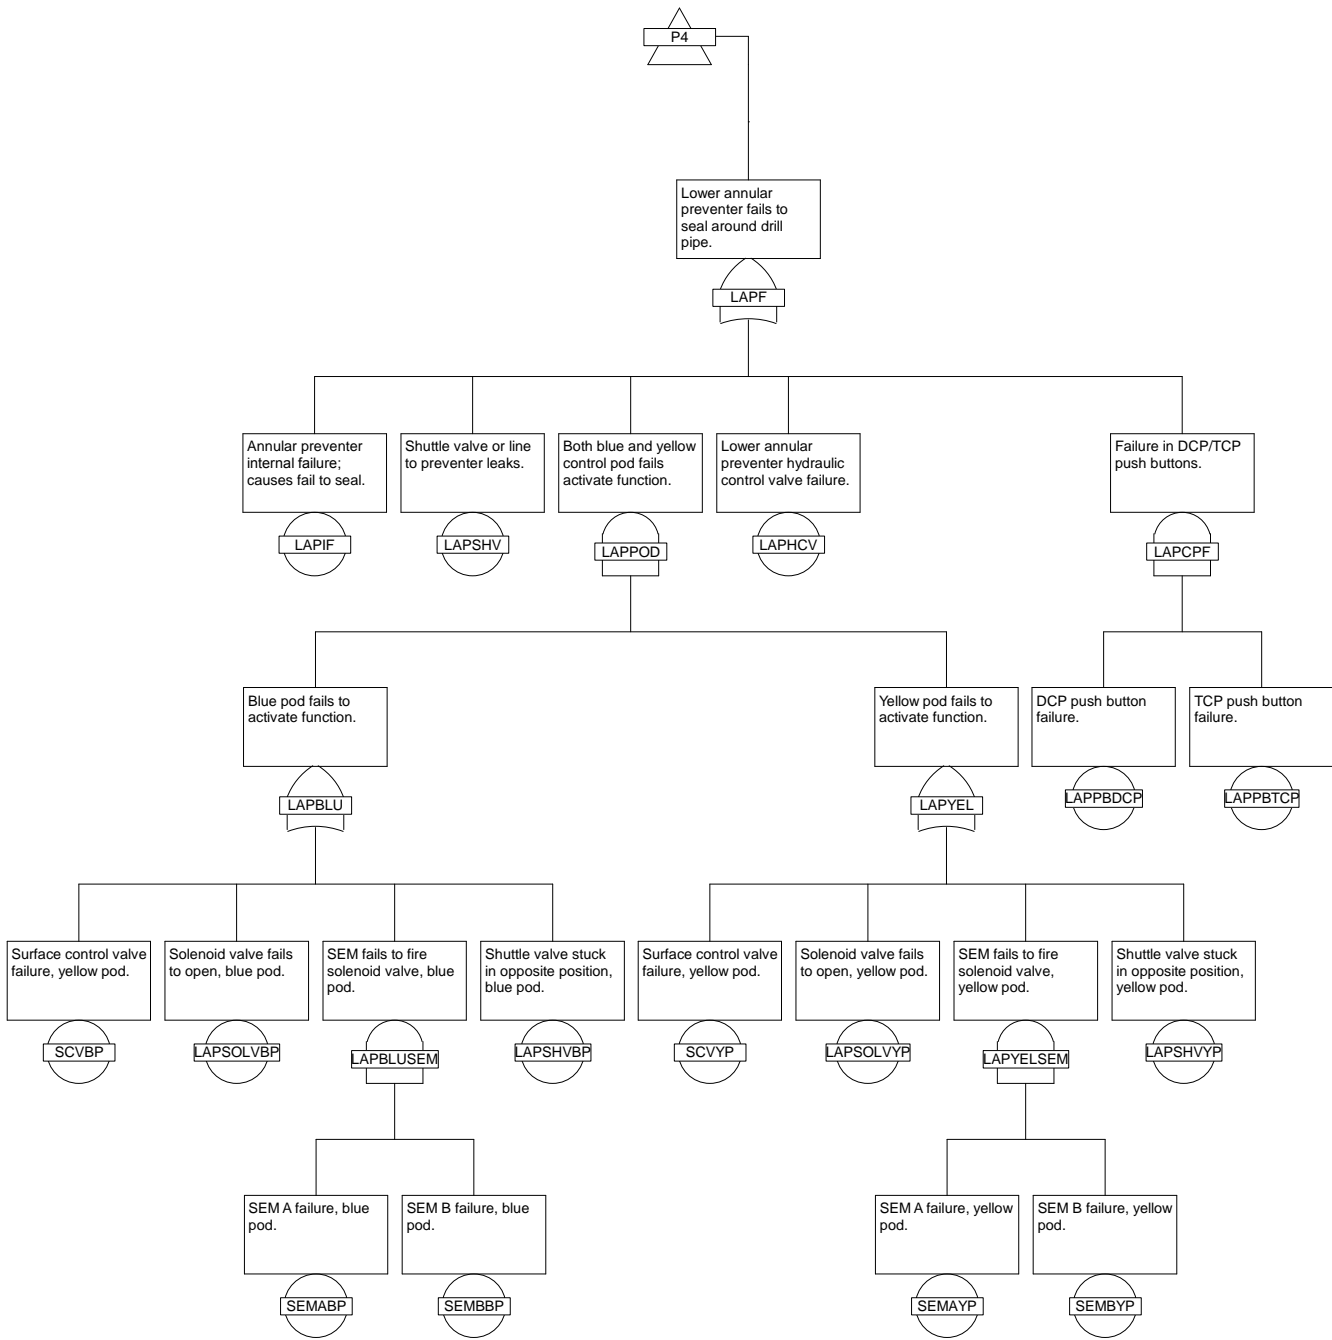 P4
Lower annular
preventer fails to
seal around drill
pipe.
LAPF
Annular preventer
internal failure;
causes fail to seal.
LAPIF
Shuttle valve or line
to preventer leaks.
LAPSHV
Both blue and yellow
control pod fails
activate function.
LAPPOD
Lower annular
preventer hydraulic
control valve failure.
LAPHCV
Failure in DCP/TCP
push buttons.
LAPCPF
Blue pod fails to
activate function.
LAPBLU
Yellow pod fails to
activate function.
LAPYEL
DCP push button
failure.
LAPPBDCP
TCP push button
failure.
LAPPBTCP
Surface control valve
failure, yellow pod.
SCVBP
Solenoid valve fails
to open, blue pod.
LAPSOLVBP
SEM fails to fire
solenoid valve, blue
pod.
LAPBLUSEM
Shuttle valve stuck
in opposite position,
blue pod.
LAPSHVBP
Surface control valve
failure, yellow pod.
SCVYP
Solenoid valve fails
to open, yellow pod.
LAPSOLVYP
SEM fails to fire
solenoid valve,
yellow pod.
LAPYELSEM
Shuttle valve stuck
in opposite position,
yellow pod.
LAPSHVYP
SEM A failure, blue
pod.
SEMABP
SEM B failure, blue
pod.
SEMBBP
SEM A failure, yellow
pod.
SEMAYP
SEM B failure, yellow
pod.
SEMBYP